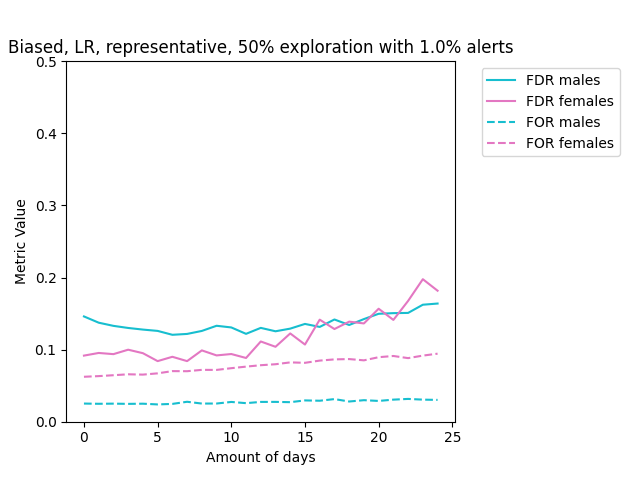 Biased, LR, representative, 50% exploration with 1.0% alerts
0.5
0.4
0.3
0.2
0.1
0.0
Metric Value
0
5
10
15
20
25
Amount of days
FDR males
FDR females
FOR males
FOR females